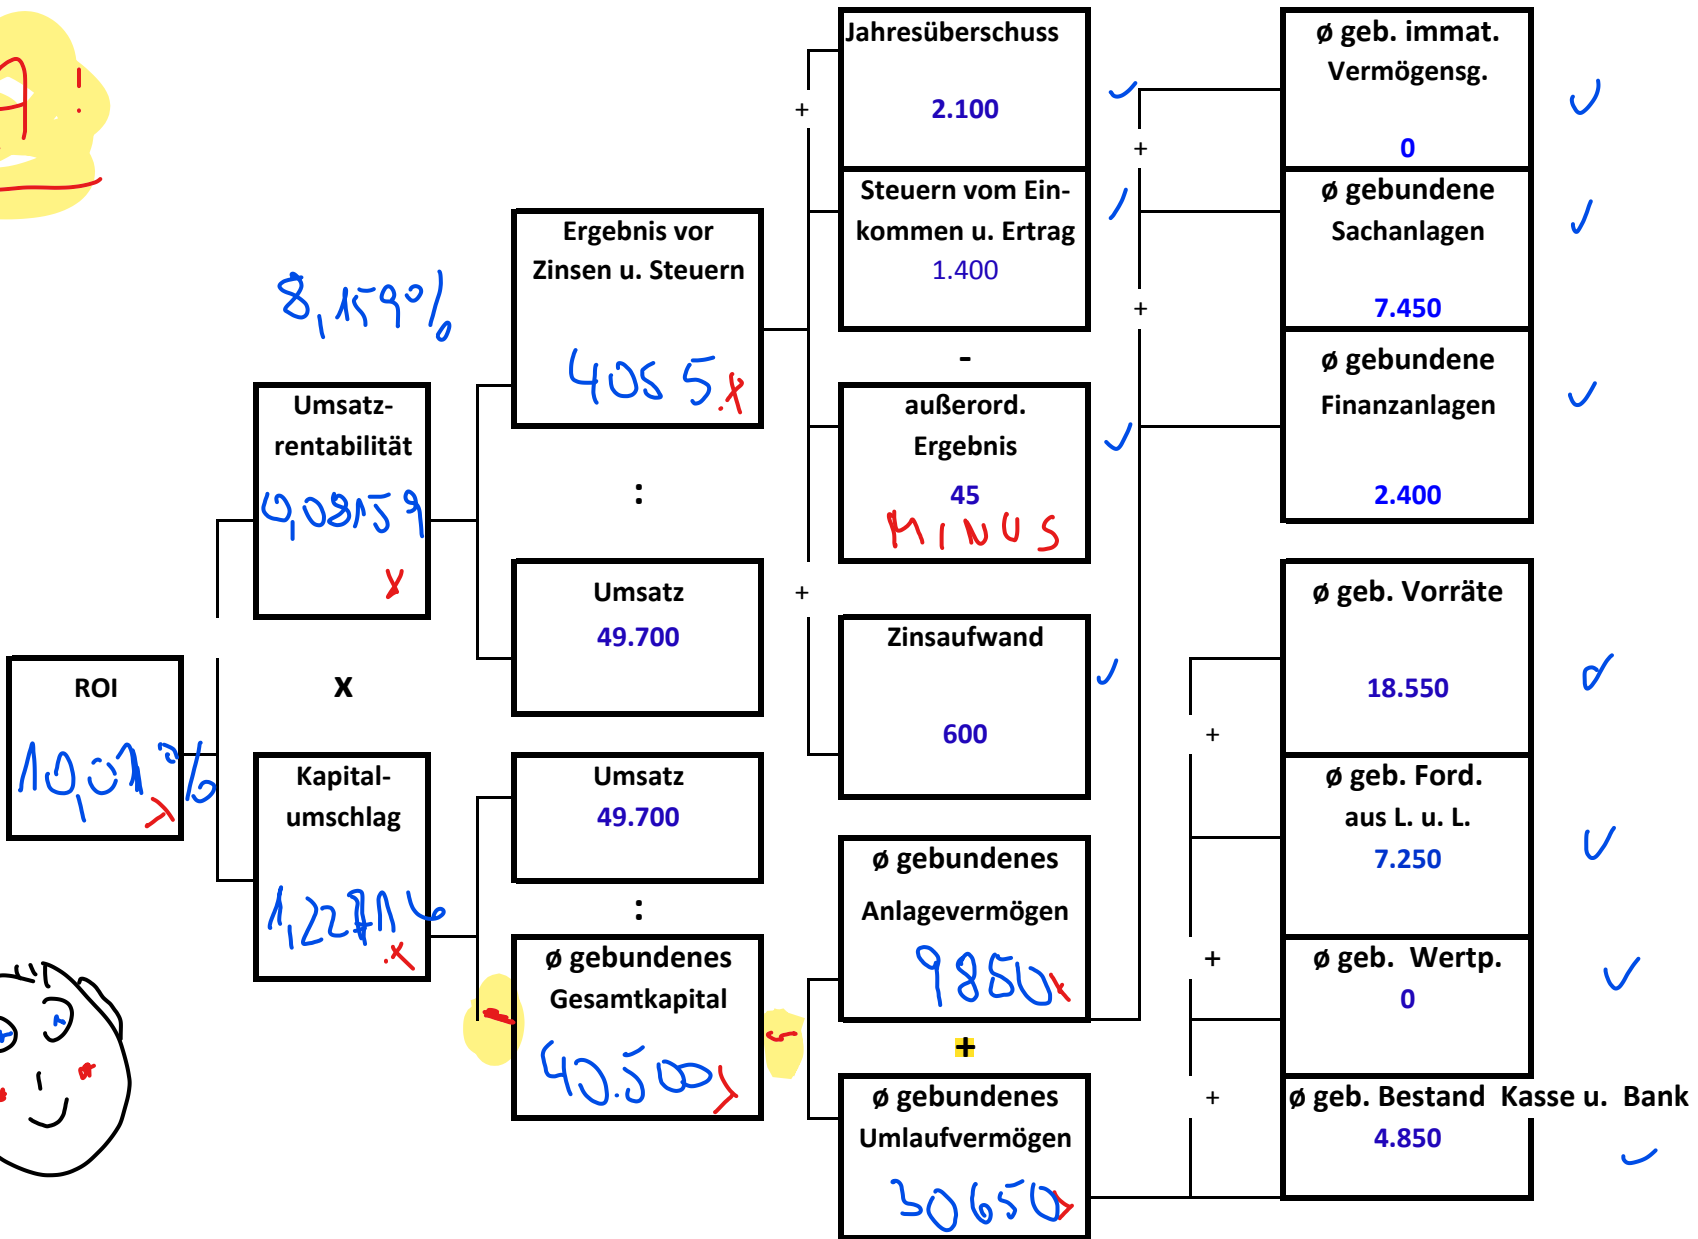 A !
Jahresüberschuss
2.100
+
Steuern vom Ein-
kommen u. Ertrag
1.400
-
außerord.
Ergebnis
45
MINUS
+
Zinsaufwand
600
ø geb. immat.
Vermögensg.
0
+
ø gebundene
Sachanlagen
7.450
+
ø gebundene
Finanzanlagen
2.400
8,159%
Ergebnis vor
Zinsen u. Steuern
4055
:
Umsatz
49.700
Umsatz-
rentabilität
0,08159
x
ROI
10,01%
Kapital-
umschlag
1,22716
Umsatz
49.700
:
ø gebundenes
Gesamtkapital
40.500
ø gebundenes
Anlagevermögen
9850
+
ø gebundenes
Umlaufvermögen
30650
ø geb. Vorräte
18.550
+
ø geb. Ford.
aus L. u. L.
7.250
+
ø geb. Wertp.
0
+
ø geb. Bestand Kasse u. Bank
4.850